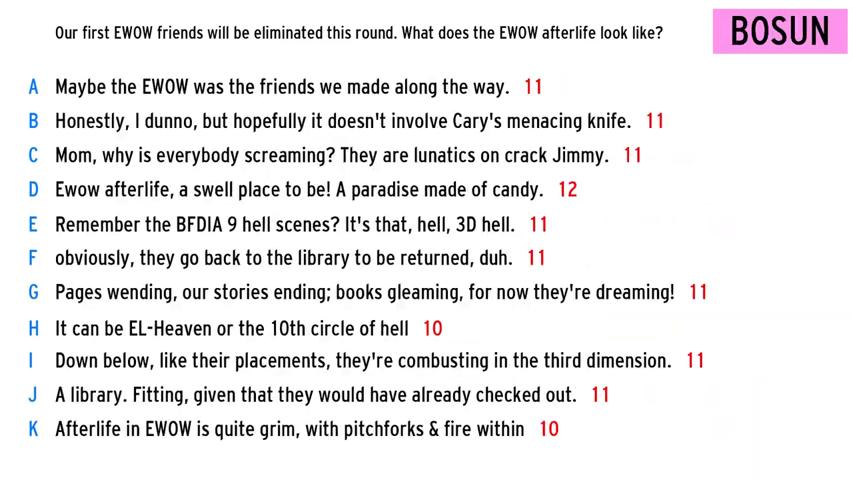 Our first EWOW friends will be eliminated this round. What does the EWOW afterlife look like?
BOSUN
A Maybe the EWOW was the friends we made along the way. 11
B Honestly, I dunno, but hopefully it doesn't involve Cary's menacing knife. 11
C Mom, why is everybody screaming? They are lunatics on crack Jimmy. 11
D Ewow afterlife, a swell place to be! A paradise made of candy. 12
E Remember the BFDIA 9 hell scenes? It's that, hell, 3D hell. 11
F obviously, they go back to the library to be returned, duh. 11
G Pages wending, our stories ending; books gleaming, for now they're dreaming! 11
H It can be EL-Heaven or the 10th circle of hell 10
I Down below, like their placements, they're combusting in the third dimension. 11
J A library. Fitting, given that they would have already checked out. 11
K Afterlife in EWOW is quite grim, with pitchforks & fire within 10